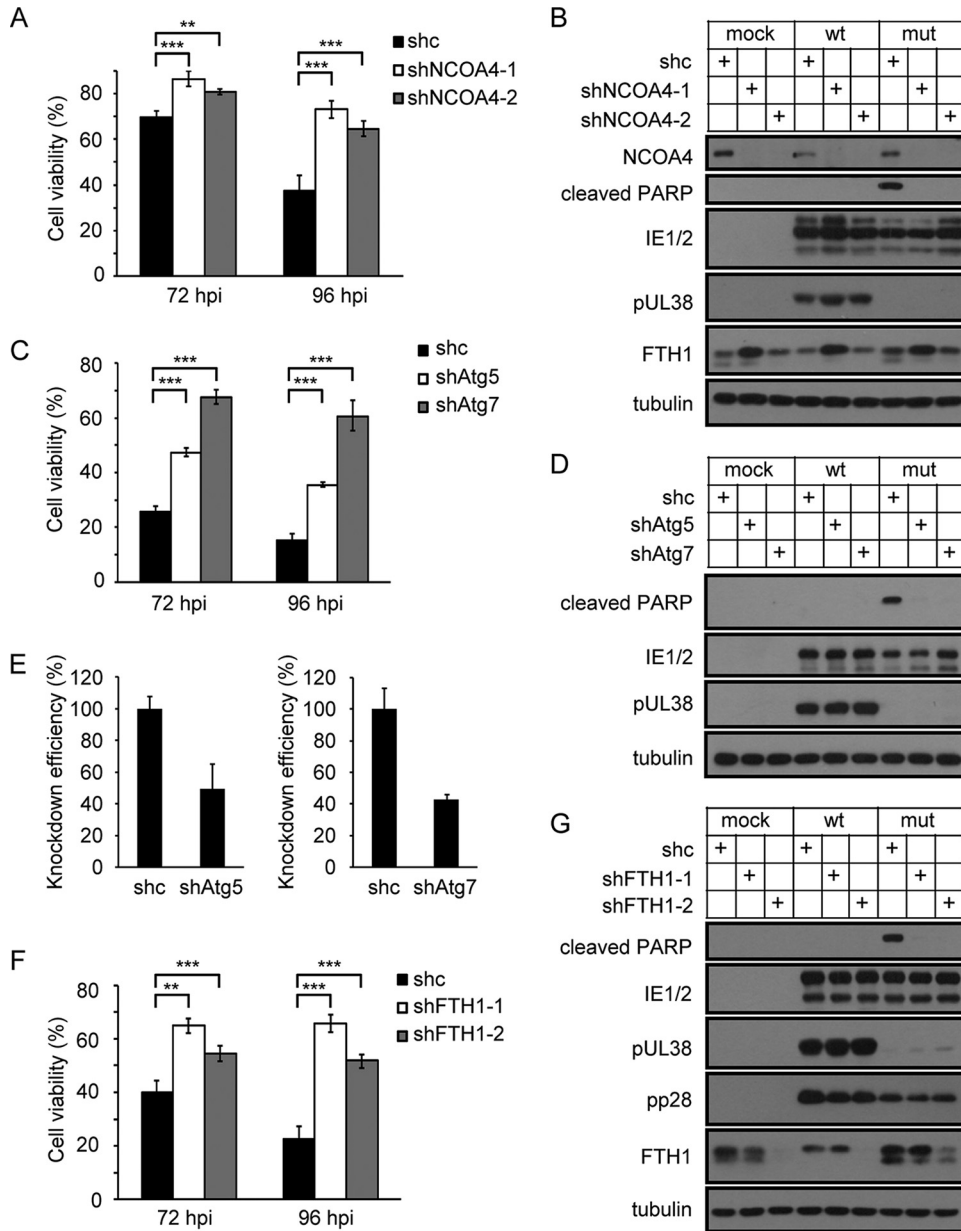 A
** ***
*** ***
80
60
40
20
0
Cell viability (%)
72 hpi 96 hpi
shc
shNCOA4-1
shNCOA4-2
B
mock wt mut
shc + + +
shNCOA4-1 + + +
shNCOA4-2 + + +
NCOA4
cleaved PARP
IE1/2
pUL38
FTH1
tubulin
C
*** ***
*** ***
80
60
40
20
0
Cell viability (%)
72 hpi 96 hpi
shc
shAtg5
shAtg7
D
mock wt mut
shc + + +
shAtg5 + + +
shAtg7 + + +
cleaved PARP
IE1/2
pUL38
tubulin
E
Knockdown efficiency (%)
120
100
80
60
40
20
0
shc shAtg5
Knockdown efficiency (%)
120
100
80
60
40
20
0
shc shAtg7
F
*** ***
** ***
80
60
40
20
0
Cell viability (%)
72 hpi 96 hpi
shc
shFTH1-1
shFTH1-2
G
mock wt mut
shc + + +
shFTH1-1 + + +
shFTH1-2 + + +
cleaved PARP
IE1/2
pUL38
pp28
FTH1
tubulin